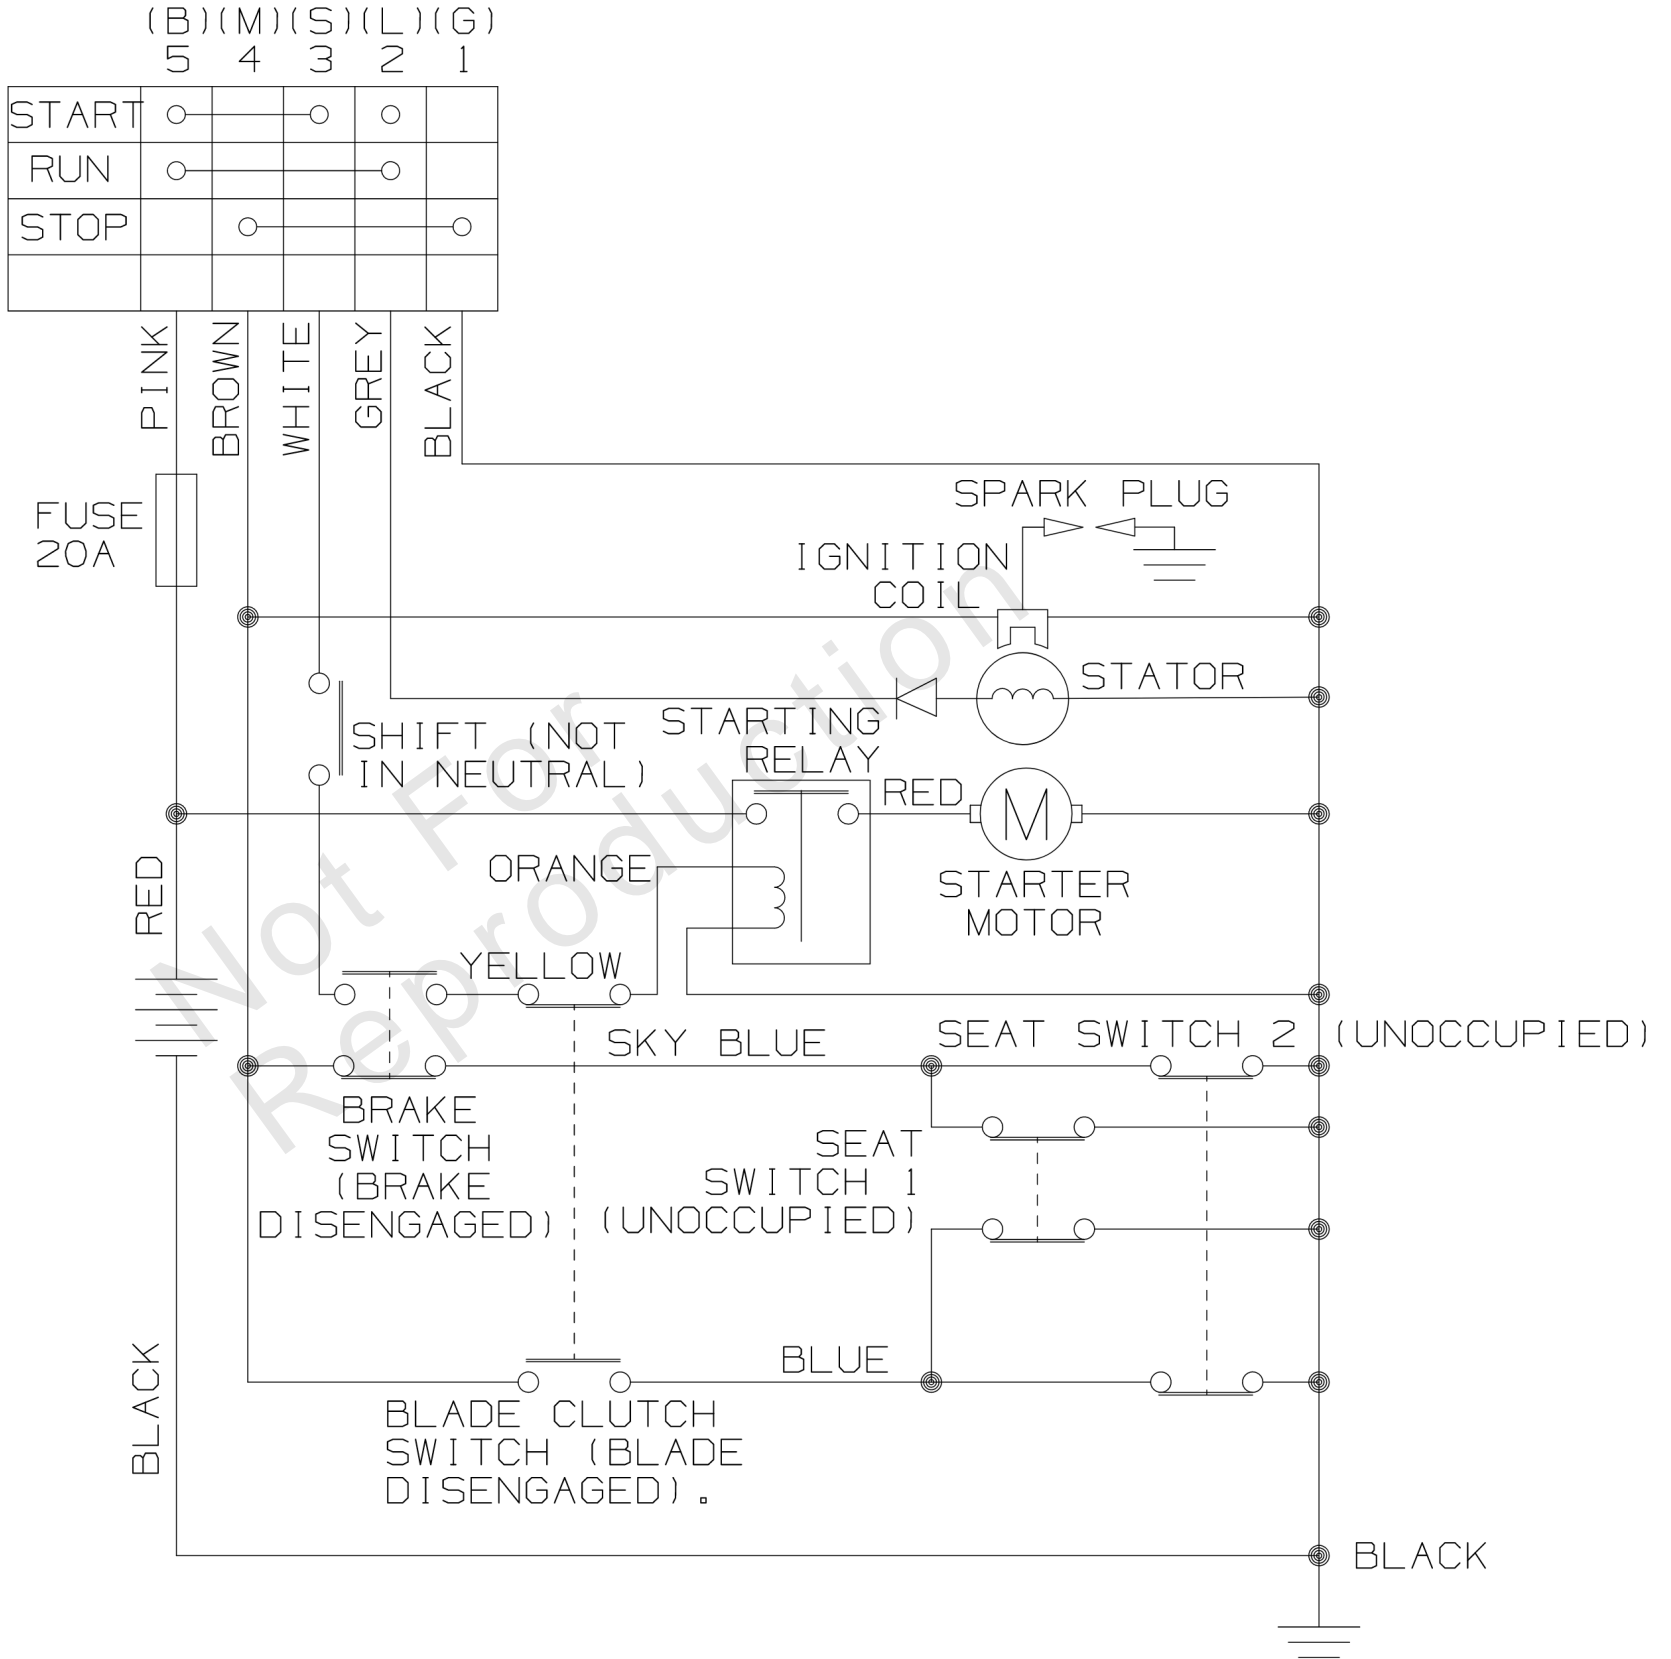 (B)(M)(S)(L)(G)
5 4 3 2 1
START
RUN
STOP
PINK
BROWN
WHITE
GREY
BLACK
FUSE
20A
SPARK PLUG
IGNITION
COIL
STATOR
SHIFT (NOT
IN NEUTRAL)
STARTING
RELAY
RED
STARTER
MOTOR
M
ORANGE
RED
YELLOW
SKY BLUE
SEAT SWITCH 2 (UNOCCUPIED)
BRAKE
SWITCH
(BRAKE
DISENGAGED)
SEAT
SWITCH 1
(UNOCCUPIED)
BLUE
BLACK
BLADE CLUTCH
SWITCH (BLADE
DISENGAGED).
BLACK
Not For
Reproduction